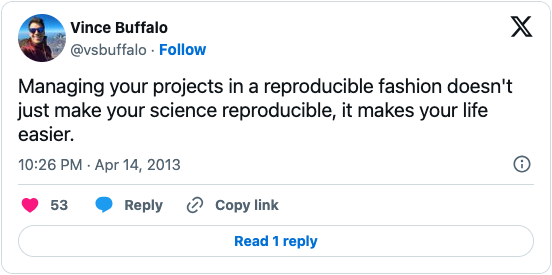 Vince Buffalo
@vsbuffalo · Follow
Managing your projects in a reproducible fashion doesn't
just make your science reproducible, it makes your life
easier.
10:26 PM · Apr 14, 2013
53 Reply Copy link
Read 1 reply